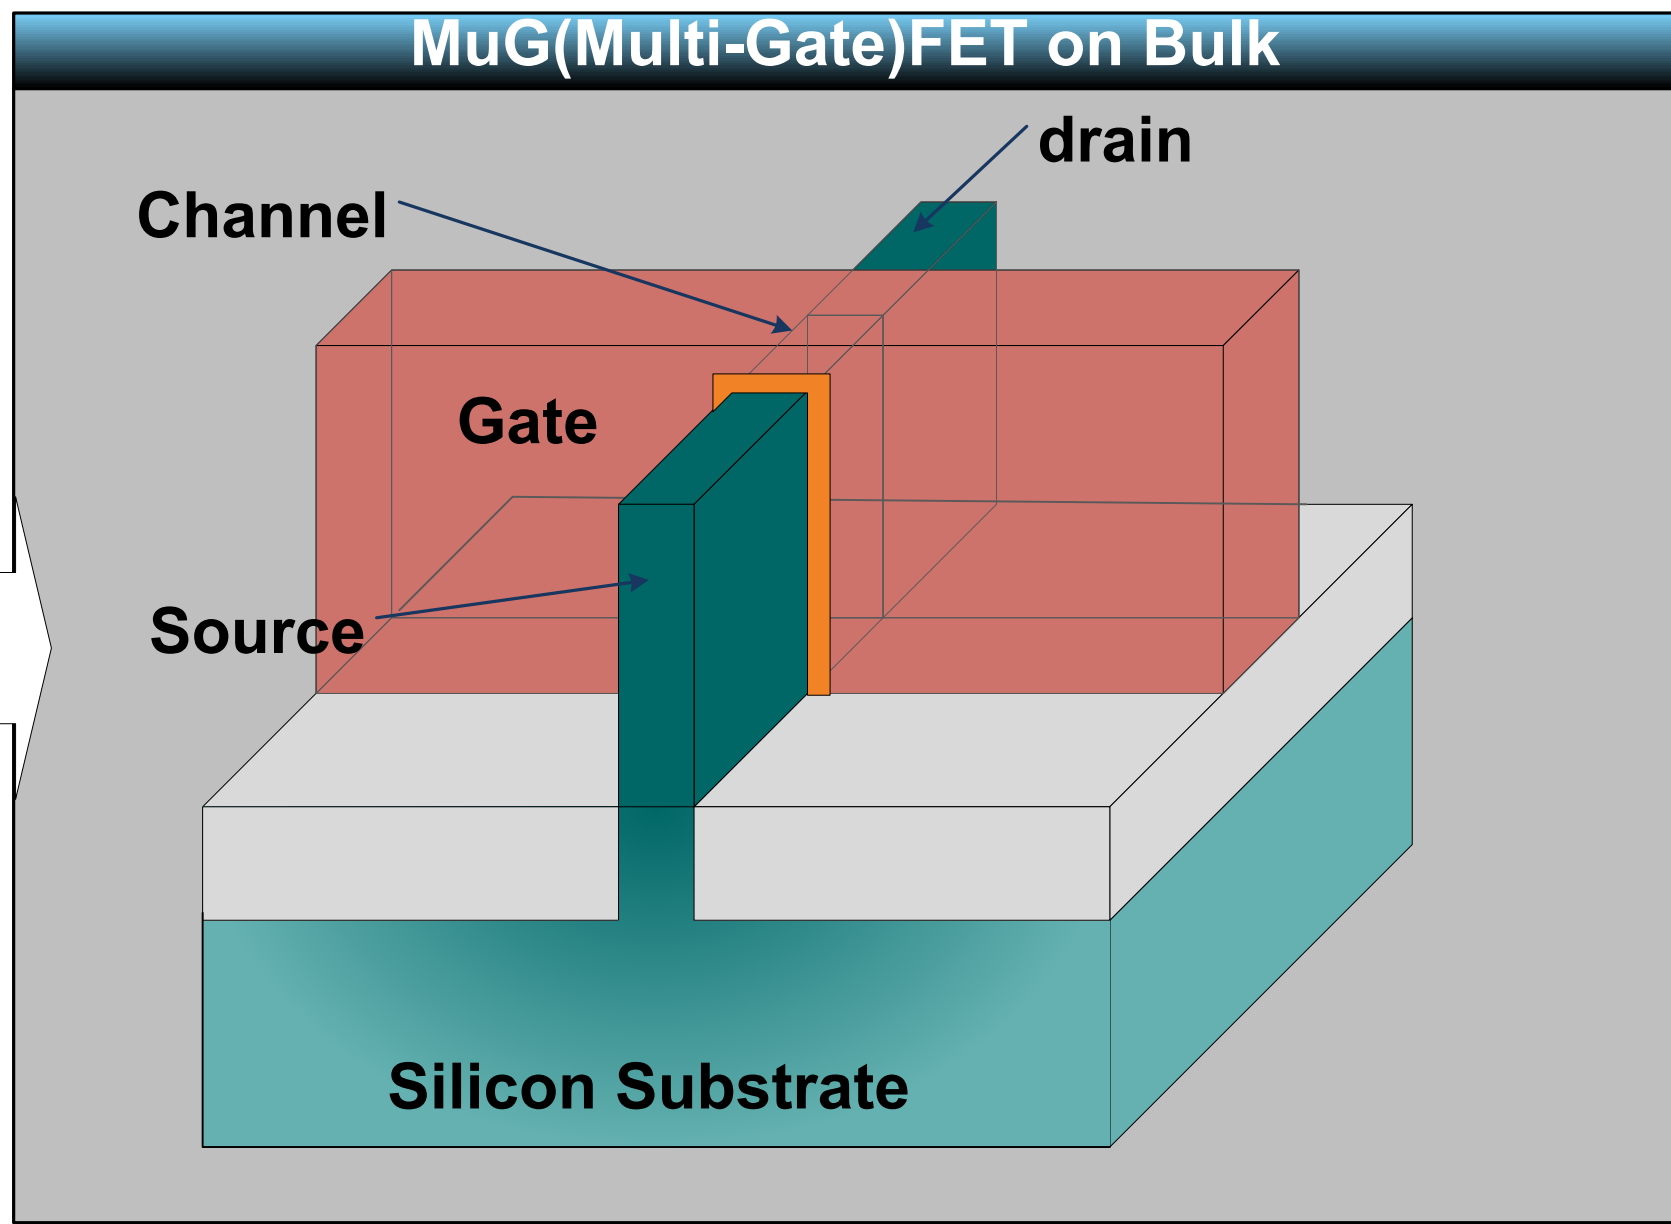 MuG(Multi-Gate)FET on Bulk
drain
Channel
Gate
Source
Silicon Substrate